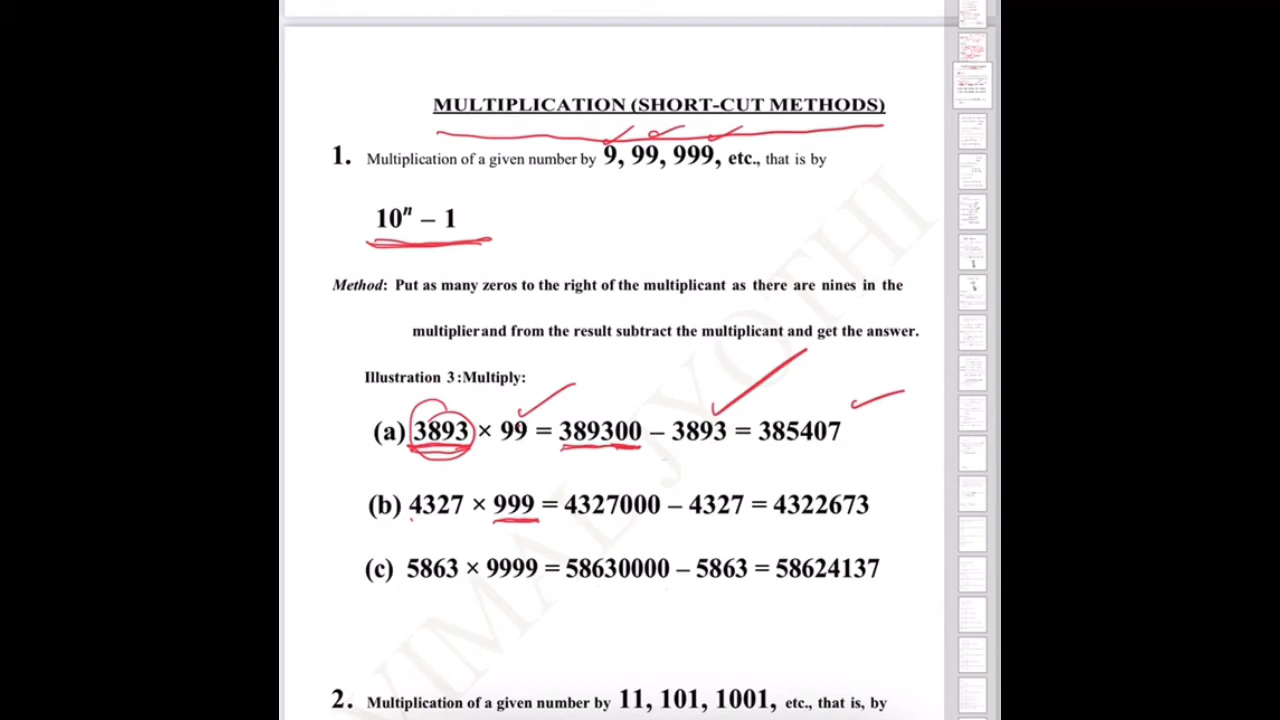 MULTIPLICATION (SHORT-CUT METHODS)
1. Multiplication of a given number by 9, 99, 999, etc., that is by
10ⁿ – 1
Method: Put as many zeros to the right of the multiplicant as there are nines in the
multiplierand from the result subtract the multiplicant and get the answer.
Illustration 3:Multiply:
(a) 3893 × 99 = 389300 – 3893 = 385407
(b) 4327 × 999 = 4327000 – 4327 = 4322673
(c) 5863 × 9999 = 58630000 – 5863 = 58624137
2. Multiplication of a given number by 11, 101, 1001, etc., that is, by
VIMAL JYOTHI